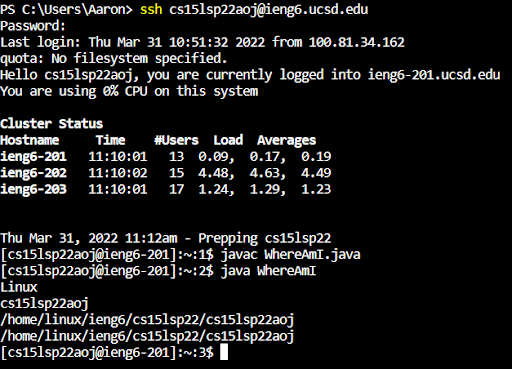 PS C:\Users\Aaron> ssh cs15lsp22aoj@ieng6.ucsd.edu
Password:
Last login: Thu Mar 31 10:51:32 2022 from 100.81.34.162
quota: No filesystem specified.
Hello cs15lsp22aoj, you are currently logged into ieng6-201.ucsd.edu
You are using 0% CPU on this system
Cluster Status
Hostname     Time    #Users  Load  Averages
ieng6-201   11:10:01   13  0.09,  0.17,  0.19
ieng6-202   11:10:02   15  4.48,  4.63,  4.49
ieng6-203   11:10:01   17  1.24,  1.29,  1.23
Thu Mar 31, 2022 11:12am - Prepping cs15lsp22
[cs15lsp22aoj@ieng6-201]:~:1$ javac WhereAmI.java
[cs15lsp22aoj@ieng6-201]:~:2$ java WhereAmI
Linux
cs15lsp22aoj
/home/linux/ieng6/cs15lsp22/cs15lsp22aoj
/home/linux/ieng6/cs15lsp22/cs15lsp22aoj
[cs15lsp22aoj@ieng6-201]:~:3$